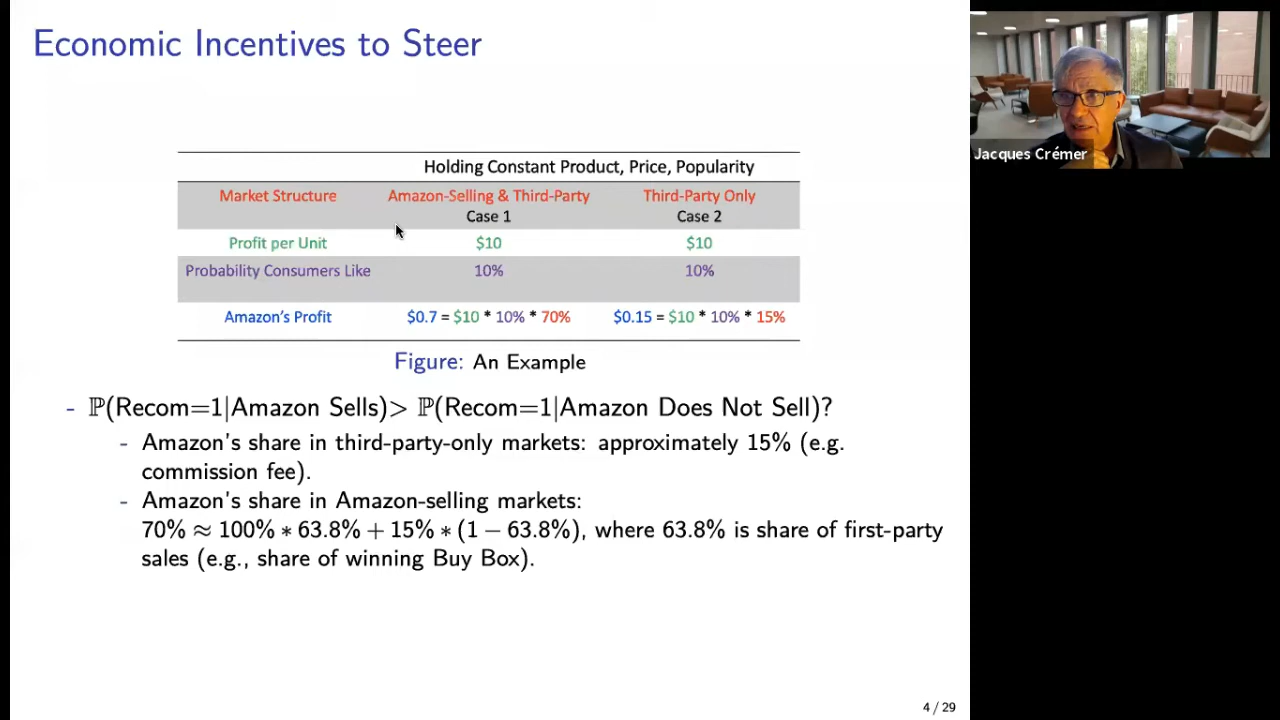 Economic Incentives to Steer
Jacques Crémer
Holding Constant Product, Price, Popularity
Market Structure Amazon-Selling & Third-Party Third-Party Only
Case 1 Case 2
Profit per Unit $10 $10
Probability Consumers Like 10% 10%
Amazon's Profit $0.7 = $10 * 10% * 70% $0.15 = $10 * 10% * 15%
Figure: An Example
- ℙ(Recom=1|Amazon Sells)> ℙ(Recom=1|Amazon Does Not Sell)?
- Amazon's share in third-party-only markets: approximately 15% (e.g.
commission fee).
- Amazon's share in Amazon-selling markets:
70% ≈ 100% ∗ 63.8% + 15% ∗ (1 − 63.8%), where 63.8% is share of first-party
sales (e.g., share of winning Buy Box).
4 / 29